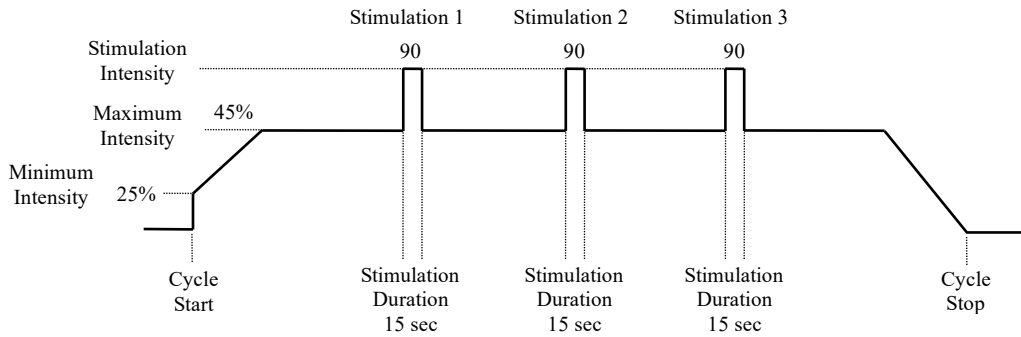 Stimulation 1
Stimulation 2
Stimulation 3
90
90
90
Stimulation
Intensity
45%
Maximum
Intensity
Minimum
Intensity
25%
Cycle
Start
Stimulation
Duration
15 sec
Stimulation
Duration
15 sec
Stimulation
Duration
15 sec
Cycle
Stop